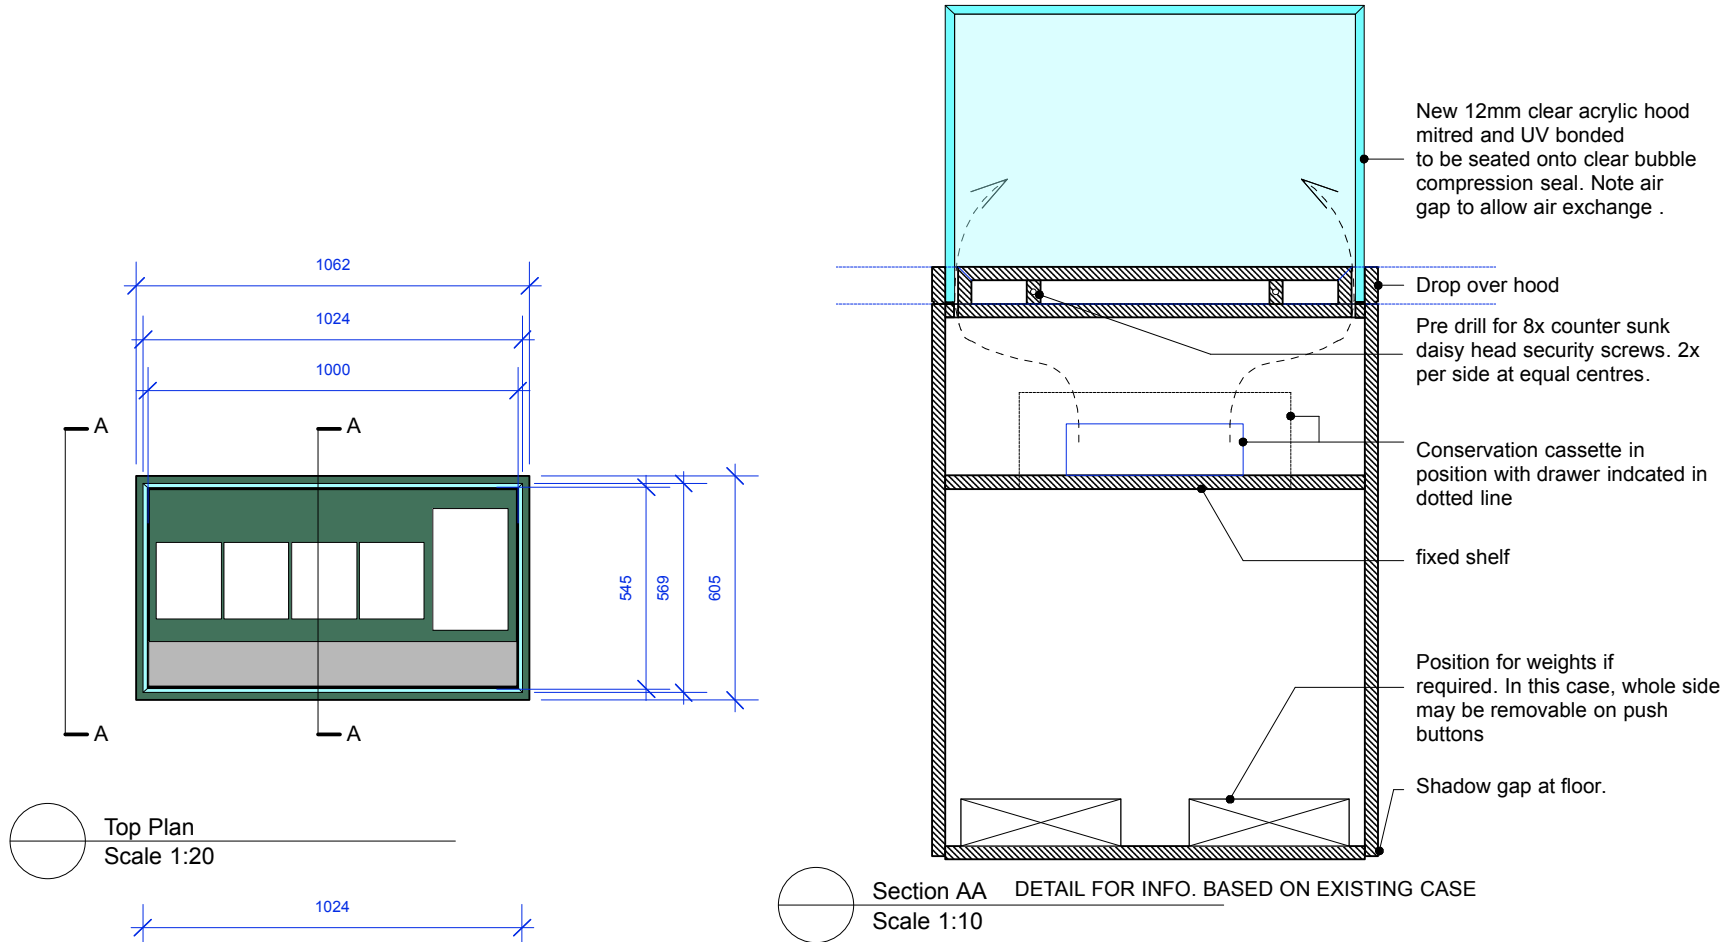 1062
1024
1000
A
A
545
569
605
A
A
Top Plan
Scale 1:20
1024
New 12mm clear acrylic hood
mitred and UV bonded
to be seated onto clear bubble
compression seal. Note air
gap to allow air exchange .
Drop over hood
Pre drill for 8x counter sunk
daisy head security screws. 2x
per side at equal centres.
Conservation cassette in
position with drawer indcated in
dotted line
fixed shelf
Position for weights if
required. In this case, whole side
may be removable on push
buttons
Shadow gap at floor.
Section AA DETAIL FOR INFO. BASED ON EXISTING CASE
Scale 1:10